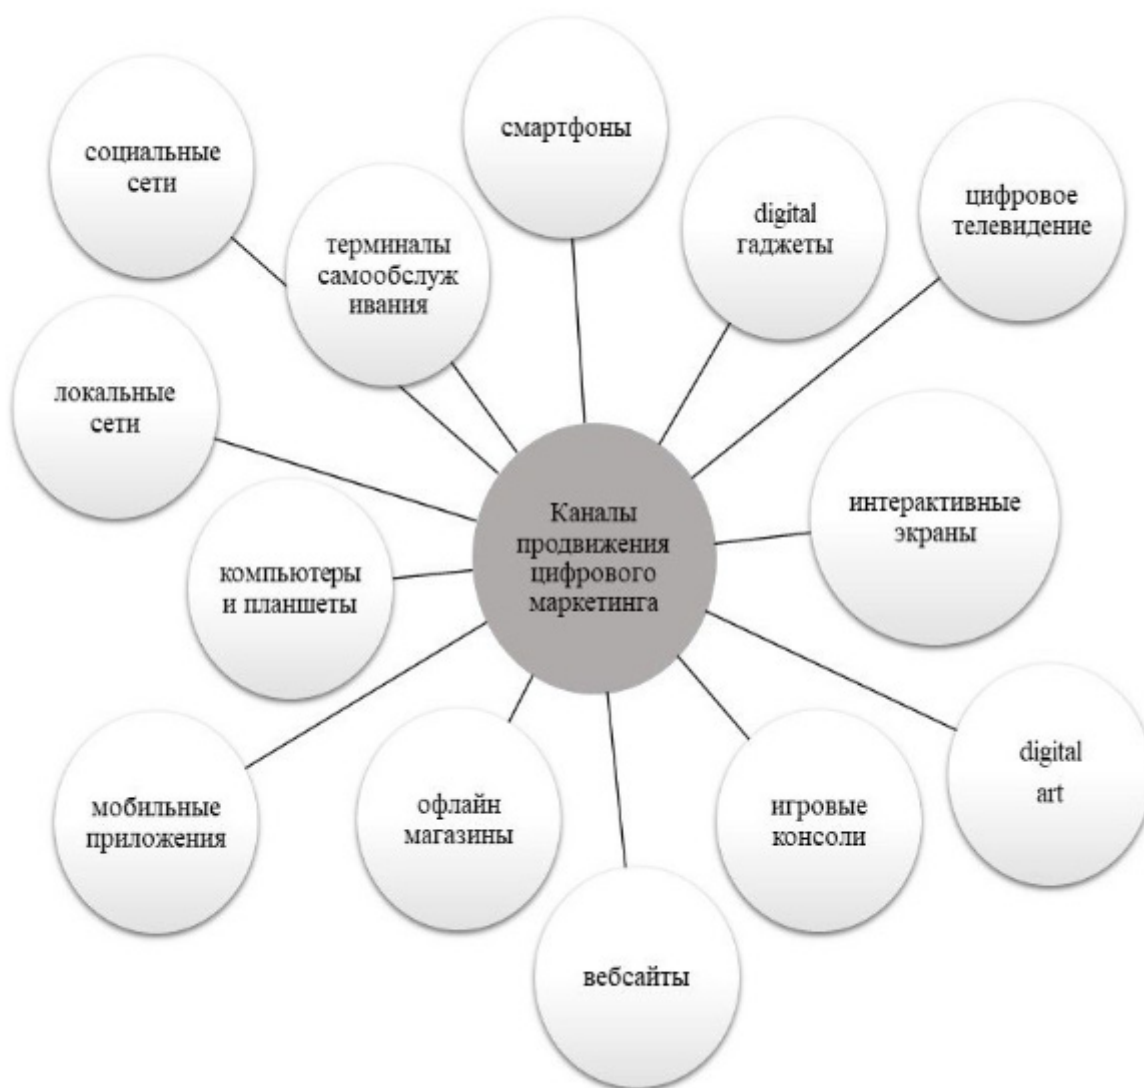 смартфоны
социальные
сети
digital
гаджеты
цифровое
телевидение
терминалы
самообслуж
ивания
локальные
сети
интерактивные
экраны
Каналы
продвижения
цифрового
маркетинга
компьютеры
и планшеты
digital
art
мобильные
приложения
офлайн
магазины
игровые
консоли
вебсайты